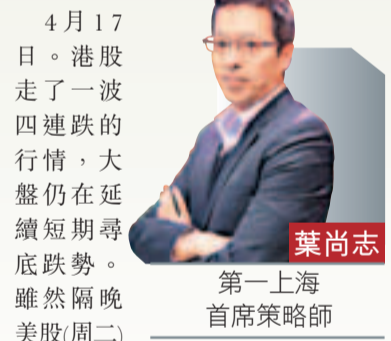 4月17
日。港股
走了一波
四連跌的
行情，大
盤仍在延
續短期尋
底跌勢。
雖然隔晚
美股(周二)
葉尚志
第一上海
首席策略師